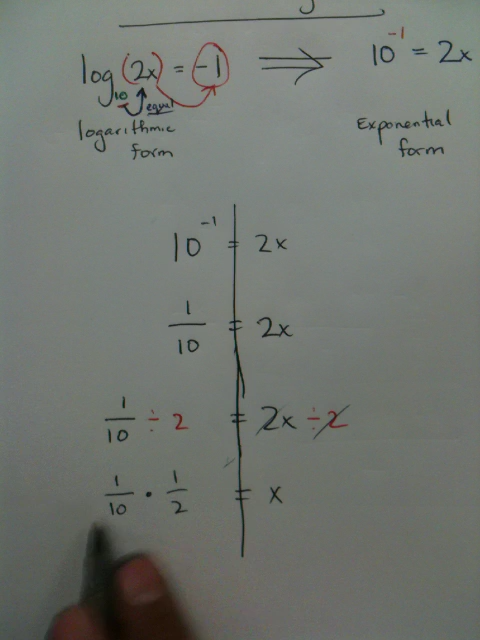 log₁₀(2x) = -1 ⟹ 10⁻¹ = 2x
equal
logarithmic form
Exponential form
10⁻¹ = 2x
1/10 = 2x
1/10 ÷ 2 = 2x ÷ 2
1/10 · 1/2 = x